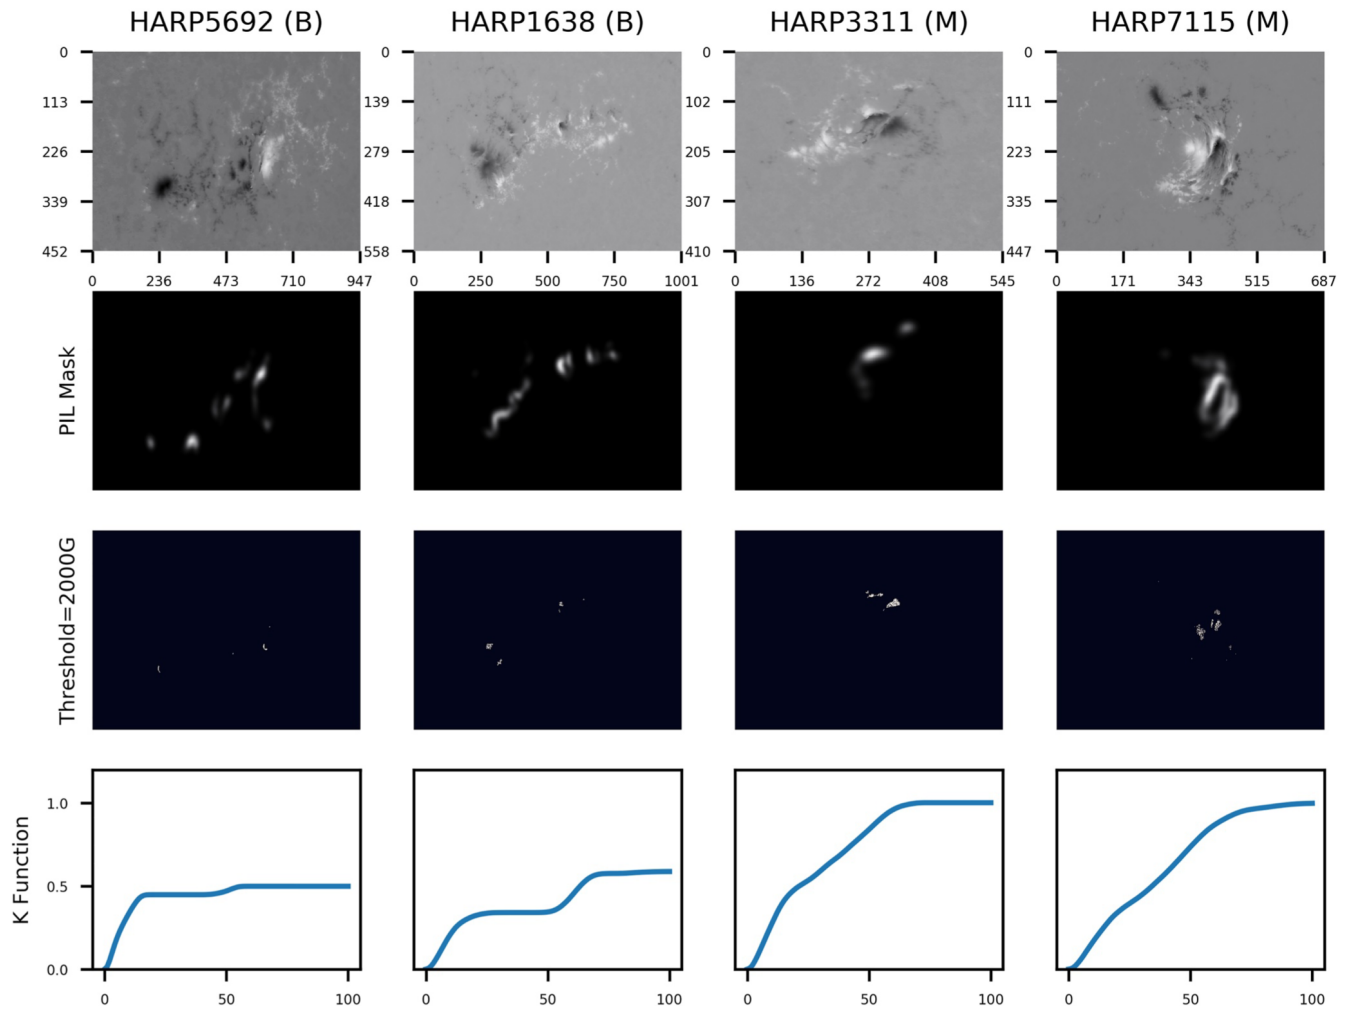 HARP5692 (B) HARP1638 (B) HARP3311 (M) HARP7115 (M)
0 0 0 0
113 139 102 111
226 279 205 223
339 418 307 335
452 558 410 447
0 236 473 710 947 0 250 500 750 1001 0 136 272 408 545 0 171 343 515 687
PIL Mask
Threshold=2000G
K Function
1.0
0.5
0.0
0 50 100 0 50 100 0 50 100 0 50 100